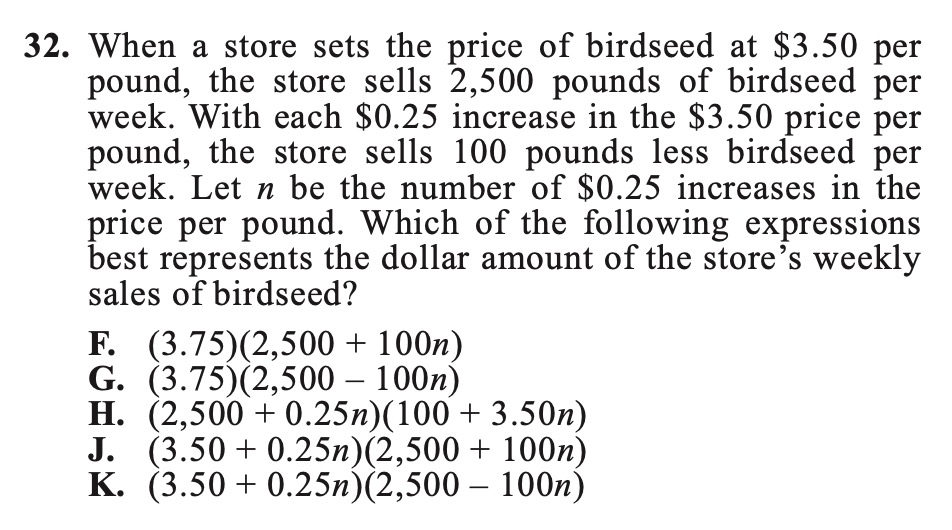 32. When a store sets the price of birdseed at $3.50 per
pound, the store sells 2,500 pounds of birdseed per
week. With each $0.25 increase in the $3.50 price per
pound, the store sells 100 pounds less birdseed per
week. Let n be the number of $0.25 increases in the
price per pound. Which of the following expressions
best represents the dollar amount of the store's weekly
sales of birdseed?
F. (3.75)(2,500 + 100n)
G. (3.75)(2,500 – 100n)
H. (2,500 + 0.25n)(100 + 3.50n)
J. (3.50 + 0.25n)(2,500 + 100n)
K. (3.50 + 0.25n)(2,500 – 100n)